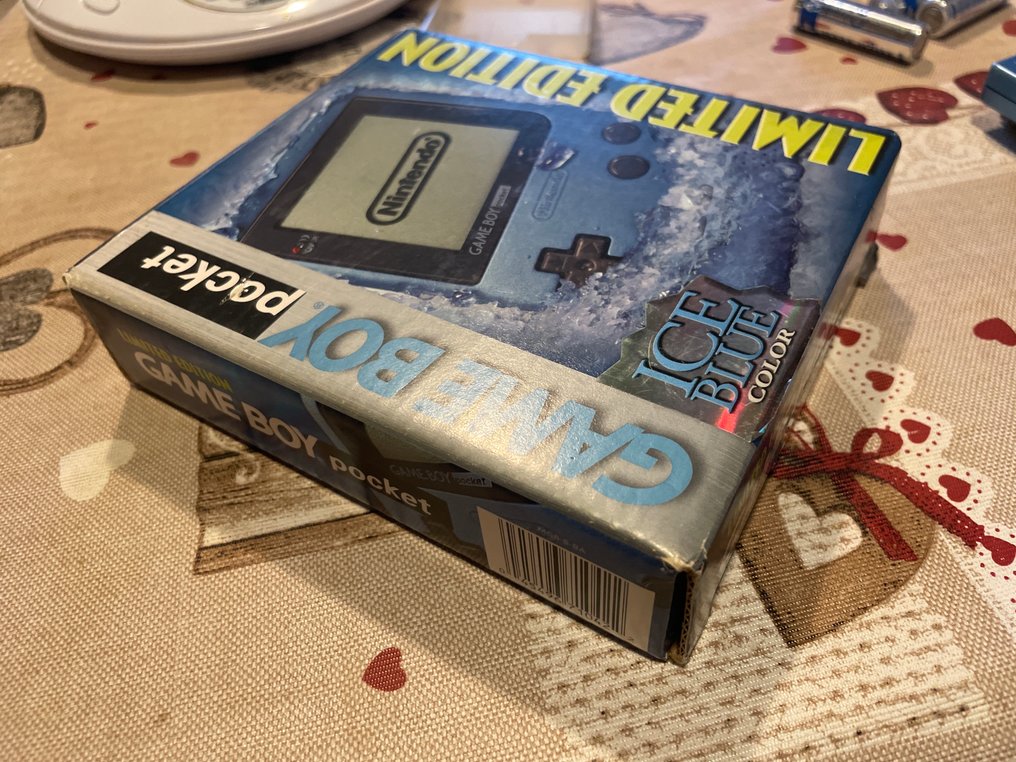 LIMITED EDITION
Nintendo
GAME BOY pocket
Nintendo
ICE
BLUE
COLOR
GAME BOY® pocket
LIMITED EDITION
GAME BOY pocket
GAME BOY pocket